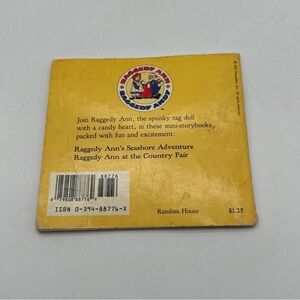 RAGGEDY ANN
RAGGEDY ANDY
Join Raggedy Ann, the spunky rag doll
with a candy heart, in these mini-storybooks
packed with fun and excitement:
Raggedy Ann's Seashore Adventure
Raggedy Ann at the Country Fair
88776
ISBN 0-394-88776-X
Random House
$1.25